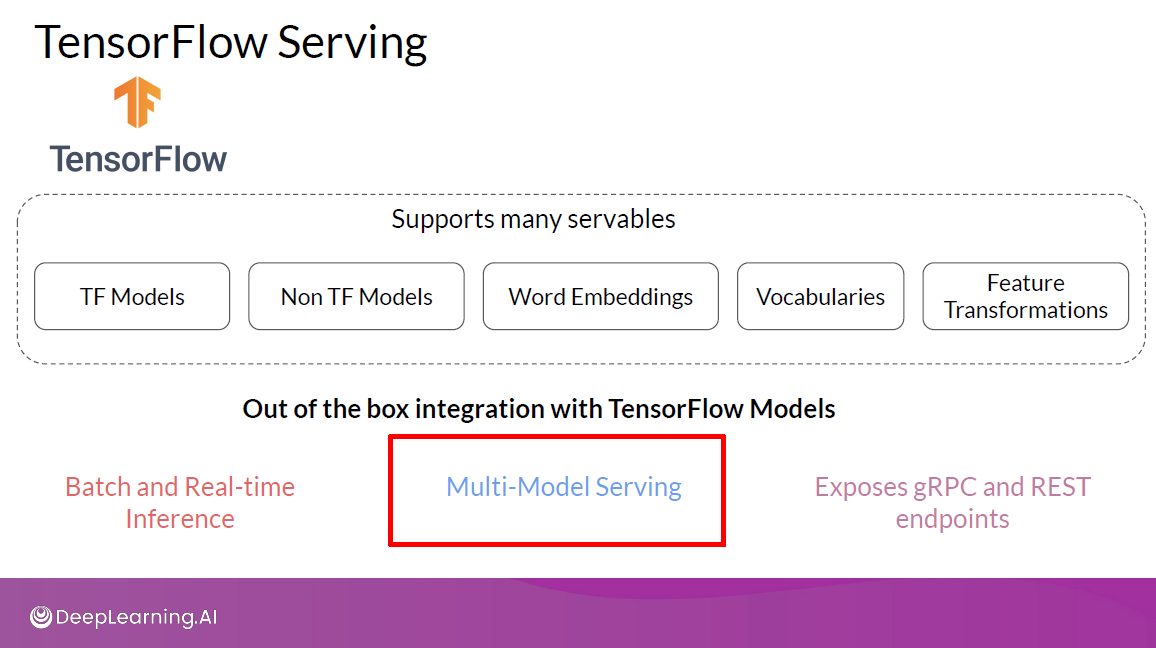 TensorFlow Serving
TensorFlow
Supports many servables
TF Models
Non TF Models
Word Embeddings
Vocabularies
Feature
Transformations
Out of the box integration with TensorFlow Models
Batch and Real-time
Inference
Multi-Model Serving
Exposes gRPC and REST
endpoints
DeepLearning.AI